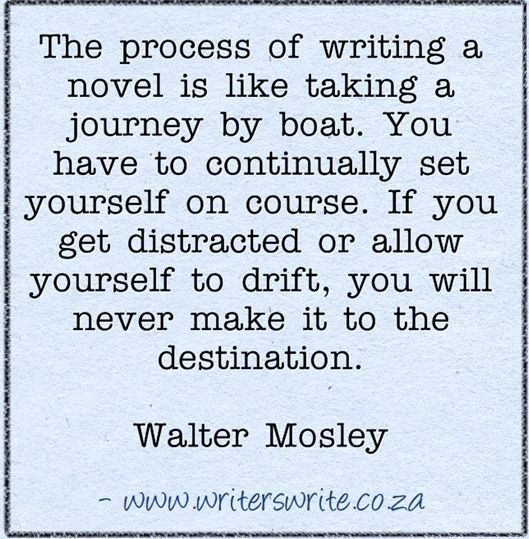 The process of writing a
novel is like taking a
journey by boat. You
have to continually set
yourself on course. If you
get distracted or allow
yourself to drift, you will
never make it to the
destination.
Walter Mosley
- www.writerswrite.co.za